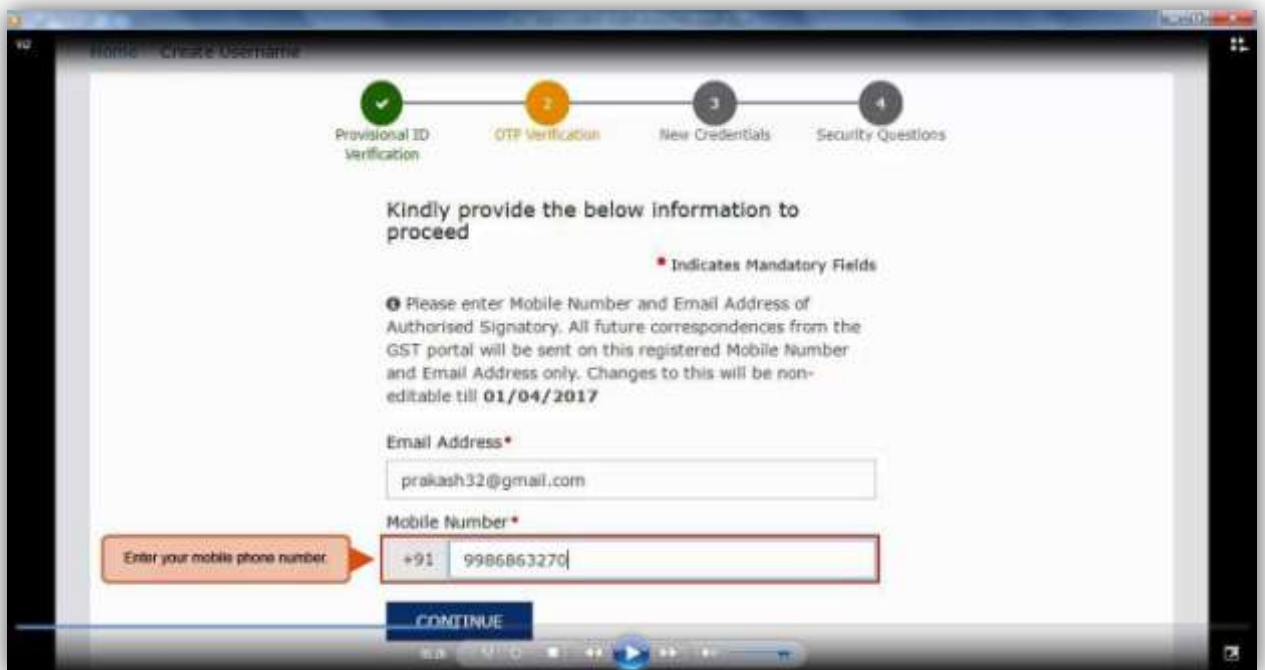 Home Create Username
2 3 4
Provisional ID OTP Verification New Credentials Security Questions
Verification
Kindly provide the below information to
proceed
* Indicates Mandatory Fields
Please enter Mobile Number and Email Address of
Authorised Signatory. All future correspondences from the
GST portal will be sent on this registered Mobile Number
and Email Address only. Changes to this will be non-
editable till 01/04/2017
Email Address*
prakash32@gmail.com
Mobile Number*
Enter your mobile phone number.
+91 9986863270
CONTINUE